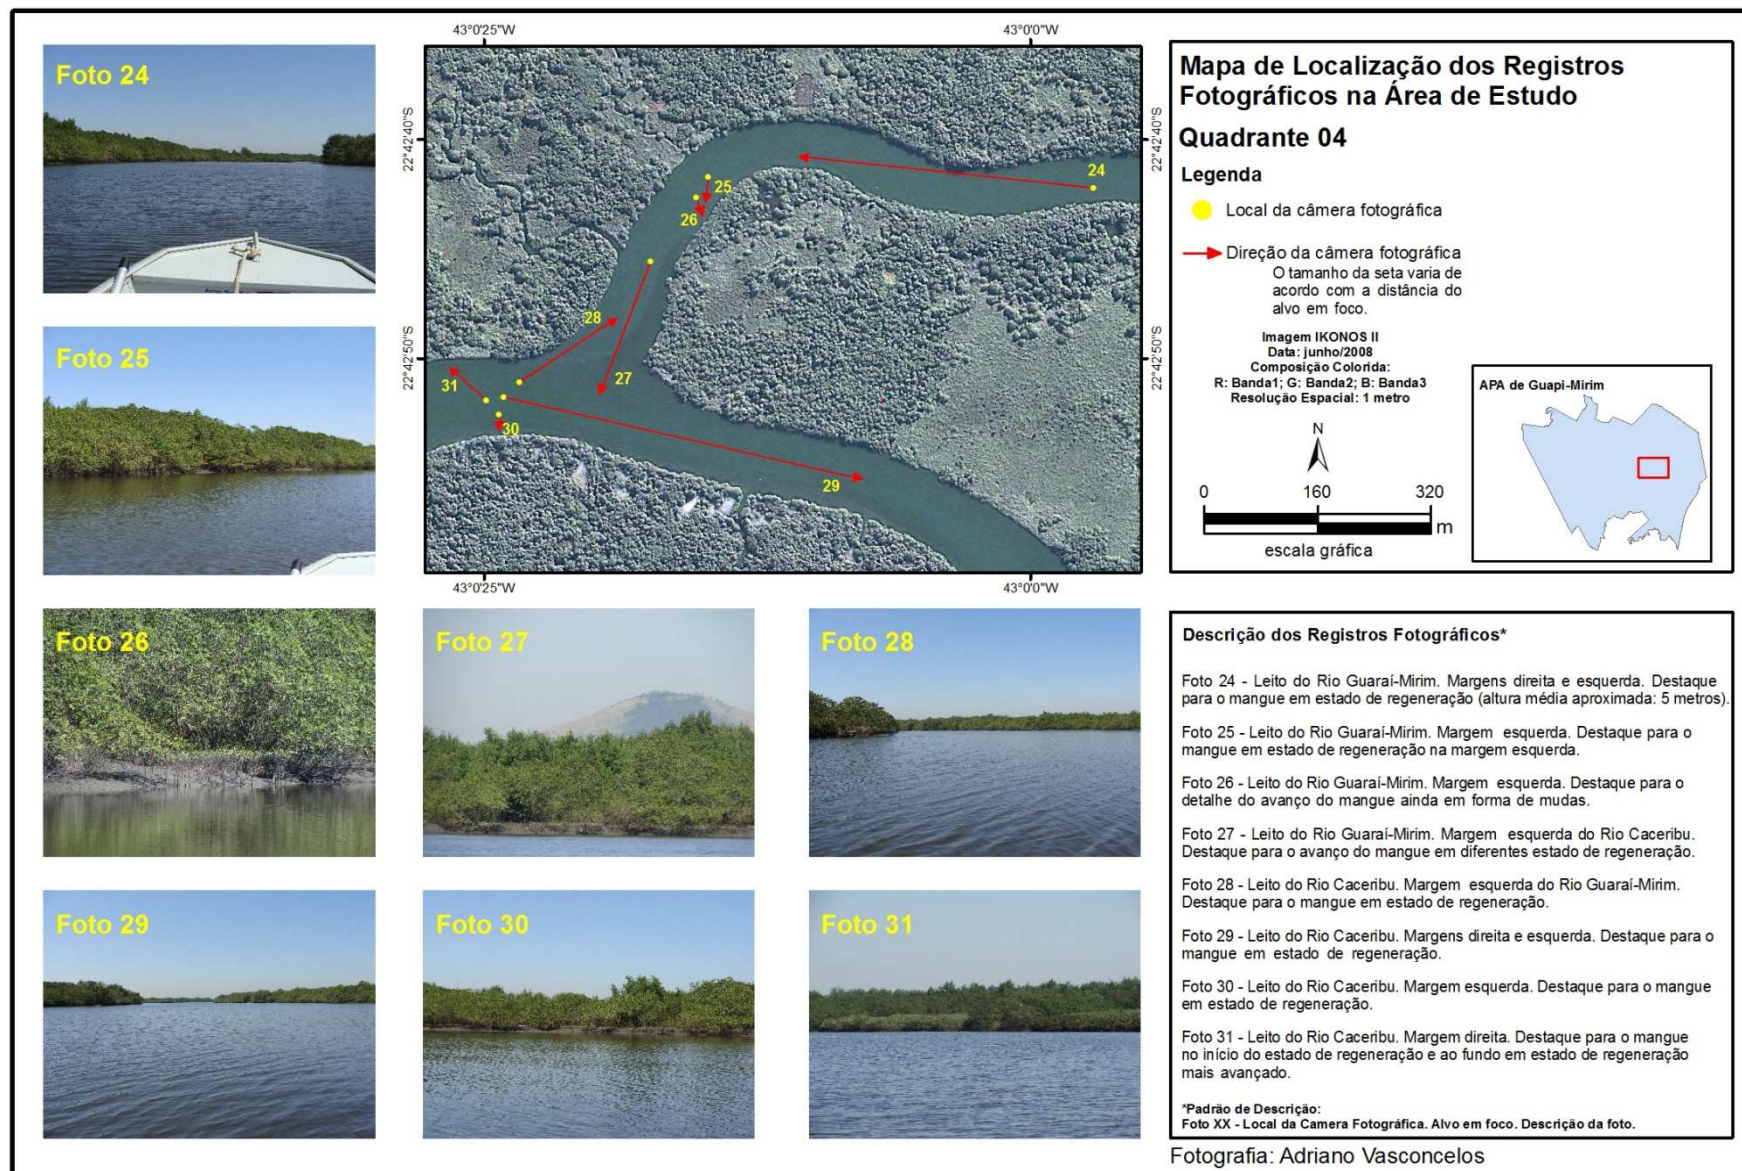 Foto 24
Foto 25
Foto 26
Foto 27
Foto 28
Foto 29
Foto 30
Foto 31
43°0'25"W
43°0'0"W
22°42'40"S
22°42'40"S
22°42'50"S
22°42'50"S
43°0'25"W
43°0'0"W
24
25
26
28
27
31
30
29
Mapa de Localização dos Registros
Fotográficos na Área de Estudo
Quadrante 04
Legenda
Local da câmera fotográfica
Direção da câmera fotográfica
O tamanho da seta varia de
acordo com a distância do
alvo em foco.
Imagem IKONOS II
Data: junho/2008
Composição Colorida:
R: Banda1; G: Banda2; B: Banda3
Resolução Espacial: 1 metro
N
0 160 320
m
escala gráfica
APA de Guapi-Mirim
Descrição dos Registros Fotográficos*
Foto 24 - Leito do Rio Guaraí-Mirim. Margens direita e esquerda. Destaque
para o mangue em estado de regeneração (altura média aproximada: 5 metros).
Foto 25 - Leito do Rio Guaraí-Mirim. Margem esquerda. Destaque para o
mangue em estado de regeneração na margem esquerda.
Foto 26 - Leito do Rio Guaraí-Mirim. Margem esquerda. Destaque para o
detalhe do avanço do mangue ainda em forma de mudas.
Foto 27 - Leito do Rio Guaraí-Mirim. Margem esquerda do Rio Caceribu.
Destaque para o avanço do mangue em diferentes estado de regeneração.
Foto 28 - Leito do Rio Caceribu. Margem esquerda do Rio Guaraí-Mirim.
Destaque para o mangue em estado de regeneração.
Foto 29 - Leito do Rio Caceribu. Margens direita e esquerda. Destaque para o
mangue em estado de regeneração.
Foto 30 - Leito do Rio Caceribu. Margem esquerda. Destaque para o mangue
em estado de regeneração.
Foto 31 - Leito do Rio Caceribu. Margem direita. Destaque para o mangue
no início do estado de regeneração e ao fundo em estado de regeneração
mais avançado.
*Padrão de Descrição:
Foto XX - Local da Camera Fotográfica. Alvo em foco. Descrição da foto.
Fotografia: Adriano Vasconcelos